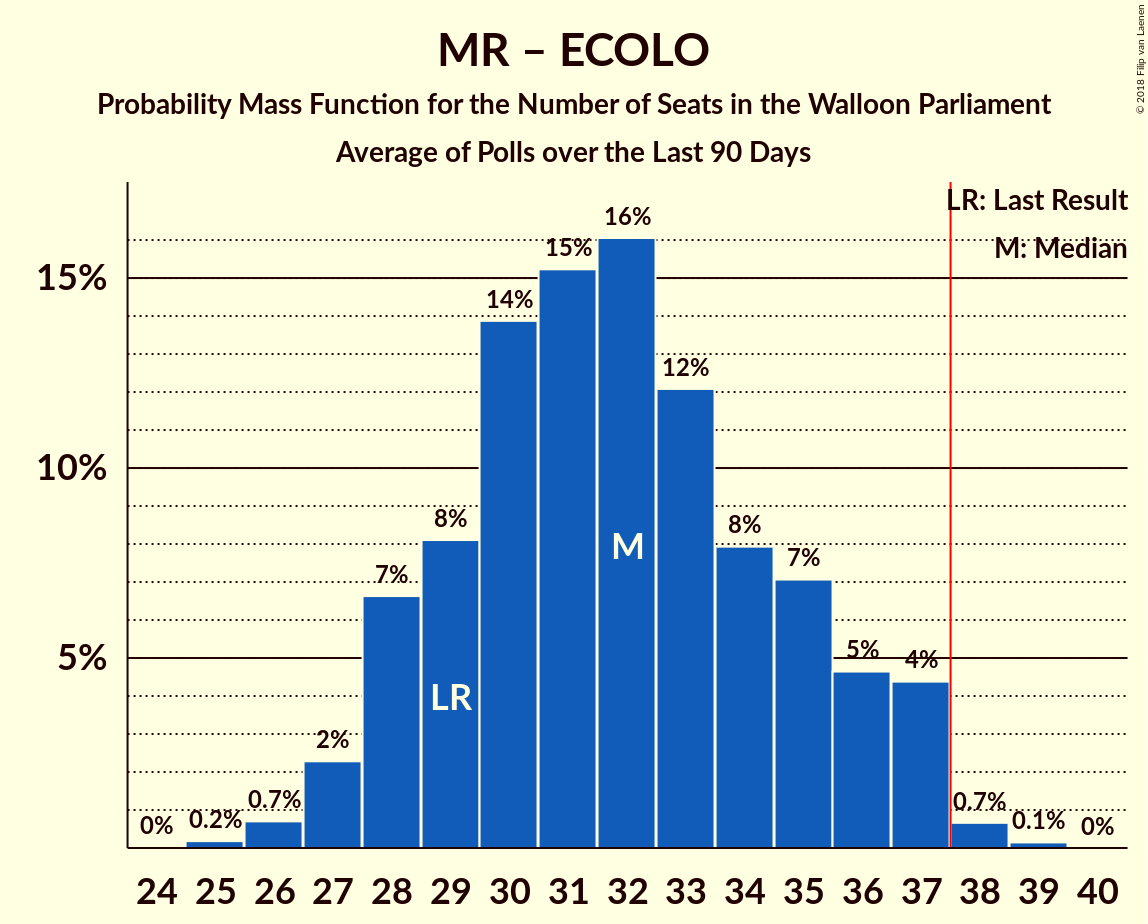 MR – ECOLO
Probability Mass Function for the Number of Seats in the Walloon Parliament
Average of Polls over the Last 90 Days
© 2018 Filip van Laenen
LR: Last Result
M: Median
15%
10%
5%
0%
0.2%
0.7%
2%
7%
8%
14%
15%
16%
12%
8%
7%
5%
4%
0.7%
0.1%
0%
LR
M
24 25 26 27 28 29 30 31 32 33 34 35 36 37 38 39 40